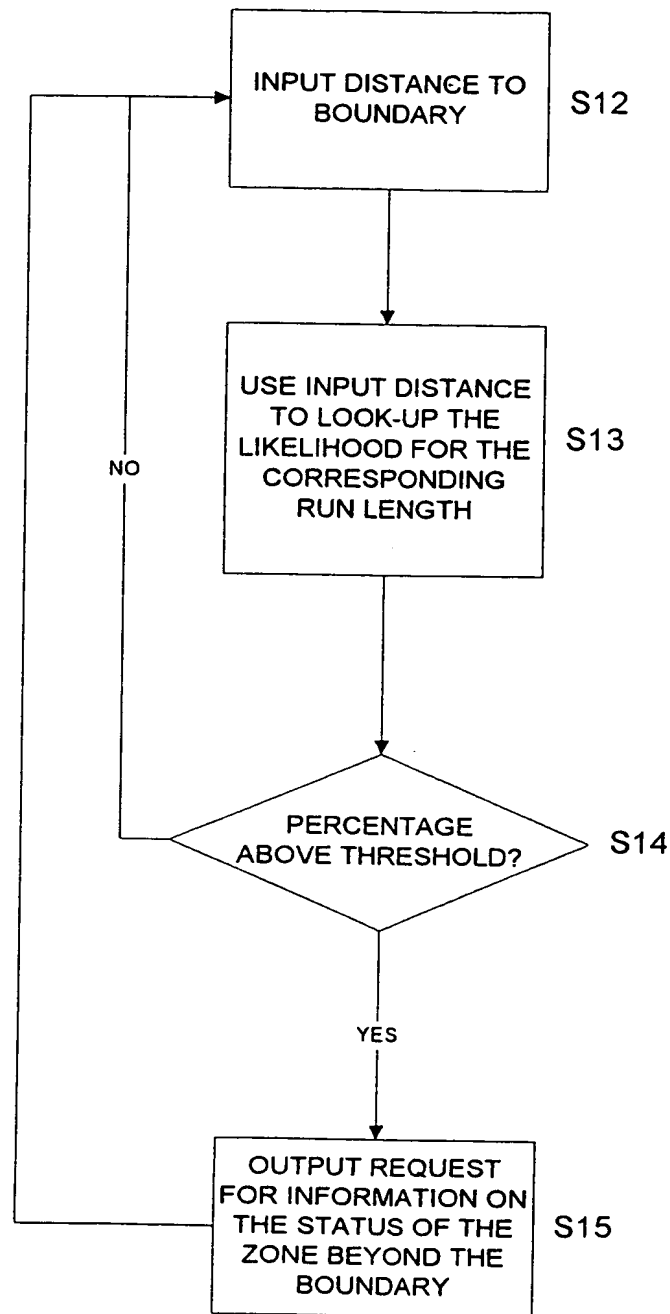 INPUT DISTANCE TO
BOUNDARY
S12
USE INPUT DISTANCE
TO LOOK-UP THE
LIKELIHOOD FOR THE
CORRESPONDING
RUN LENGTH
S13
NO
PERCENTAGE
ABOVE THRESHOLD?
S14
YES
OUTPUT REQUEST
FOR INFORMATION ON
THE STATUS OF THE
ZONE BEYOND THE
BOUNDARY
S15